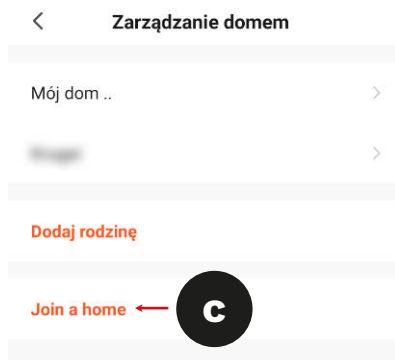 Zarządzanie domem
Mój dom ..
Dodaj rodzinę
Join a home
C